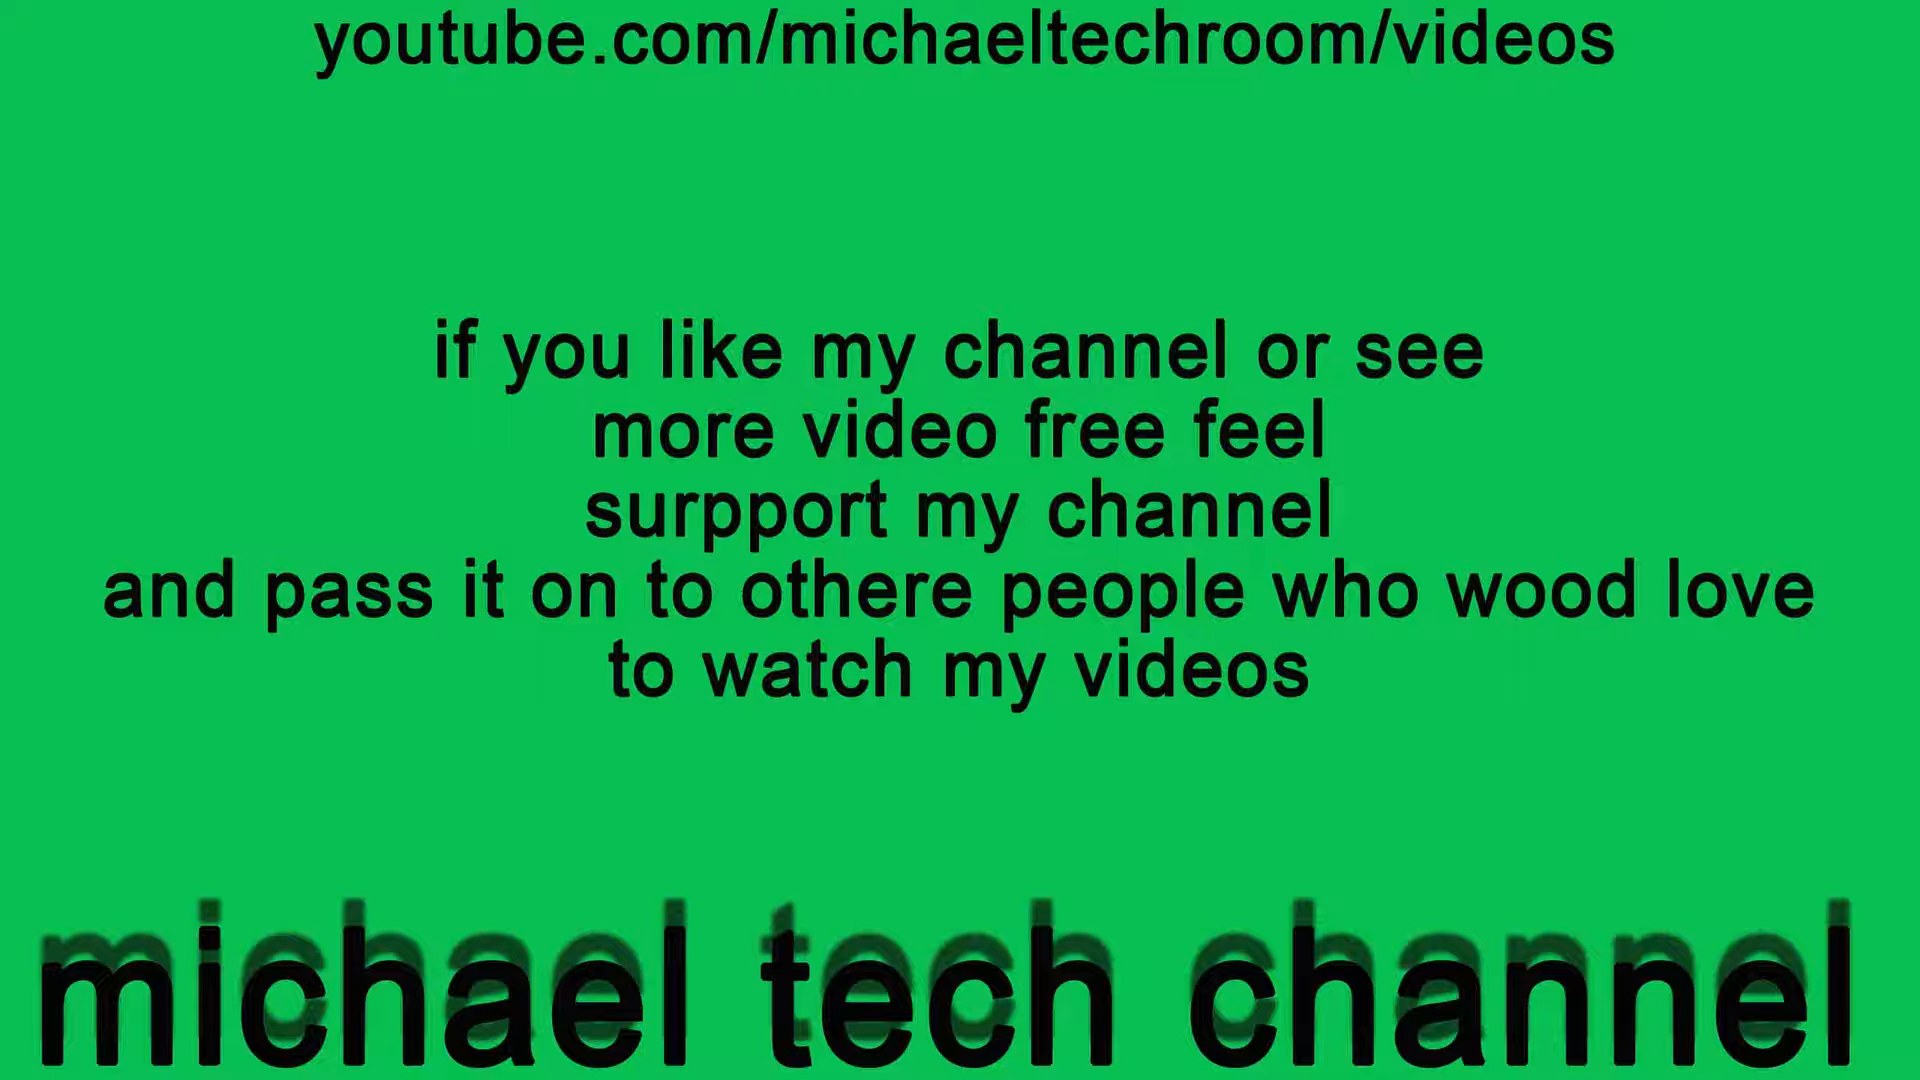 youtube.com/michaeltechroom/videos
if you like my channel or see
more video free feel
surpport my channel
and pass it on to othere people who wood love
to watch my videos
michael tech channel